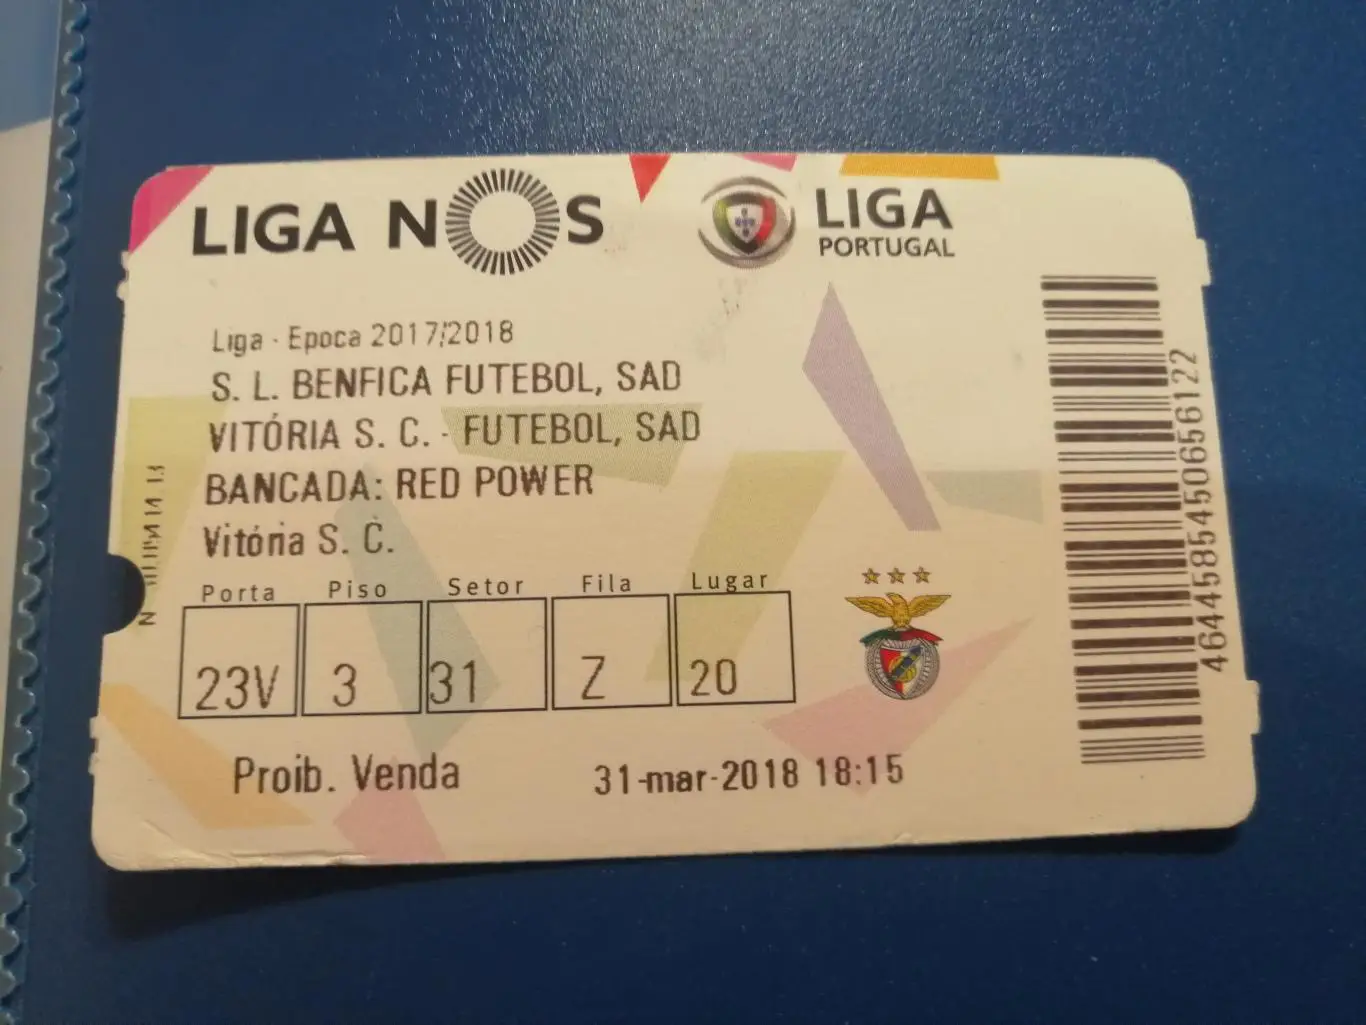 LIGA NOS
LIGA
PORTUGAL
Liga - Epoca 2017/2018
S. L. BENFICA FUTEBOL, SAD
VITÓRIA S. C. - FUTEBOL, SAD
BANCADA: RED POWER
Vitória S. C.
Porta Piso Setor Fila Lugar
23V 3 31 Z 20
Proib. Venda 31-mar-2018 18:15
4644585450656122